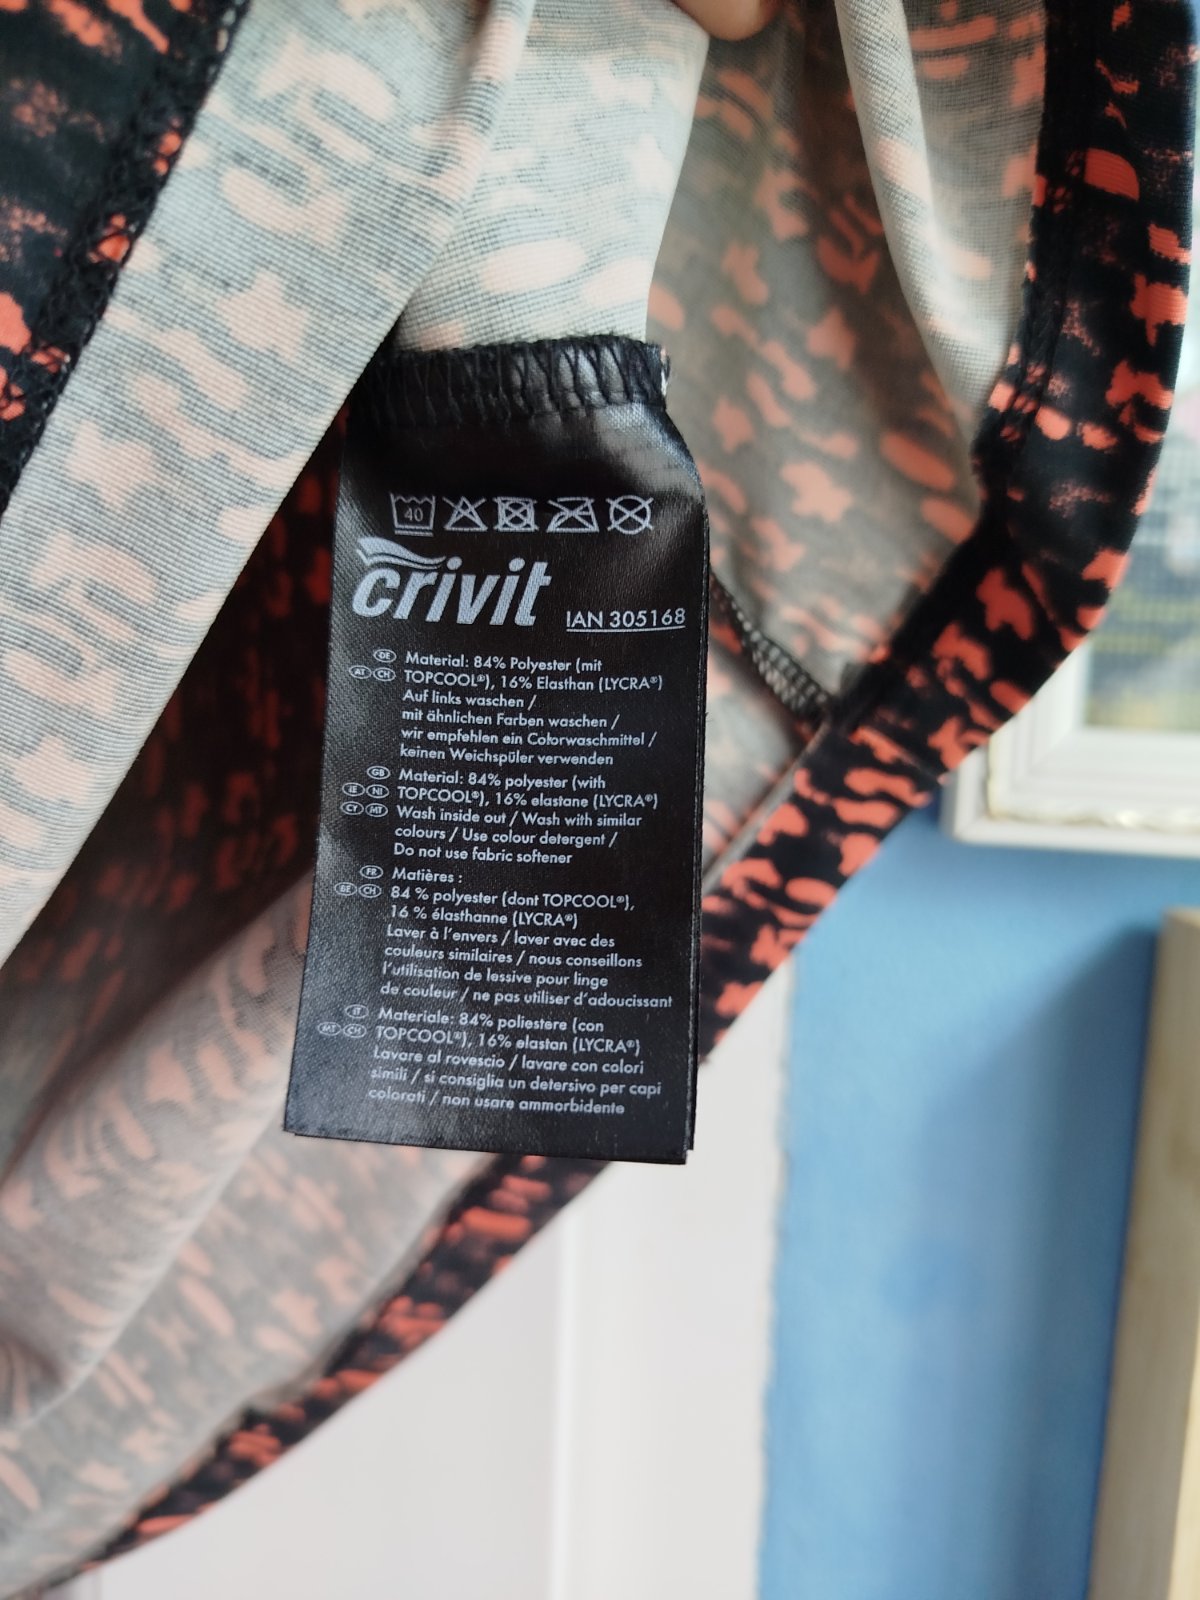 40
crivit
IAN 305168
DE Material: 84% Polyester (mit
AT CH TOPCOOL®), 16% Elasthan (LYCRA®)
Auf links waschen /
mit ähnlichen Farben waschen /
wir empfehlen ein Colorwaschmittel /
keinen Weichspüler verwenden
GB Material: 84% polyester (with
IE NI TOPCOOL®), 16% elastane (LYCRA®)
CY MT Wash inside out / Wash with similar
colours / Use colour detergent /
Do not use fabric softener
FR Matières :
BE CH 84 % polyester (dont TOPCOOL®),
16 % élasthanne (LYCRA®)
Laver à l'envers / laver avec des
couleurs similaires / nous conseillons
l'utilisation de lessive pour linge
de couleur / ne pas utiliser d'adoucissant
IT Materiale: 84% poliestere (con
MT CH TOPCOOL®), 16% elastan (LYCRA®)
Lavare al rovescio / lavare con colori
simili / si consiglia un detersivo per capi
colorati / non usare ammorbidente